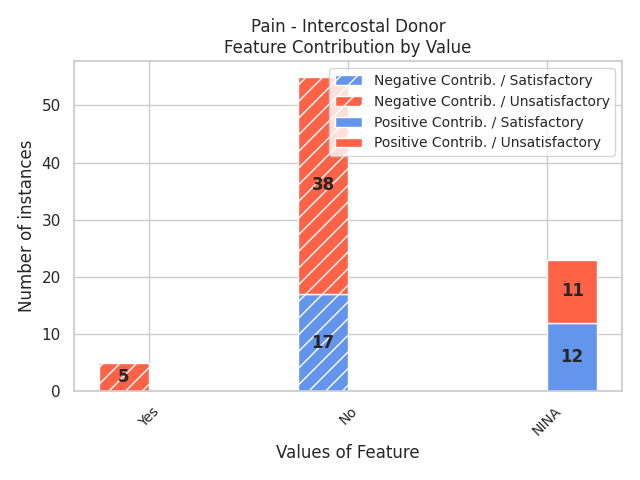 Pain - Intercostal Donor
Feature Contribution by Value
Negative Contrib. / Satisfactory
Negative Contrib. / Unsatisfactory
Positive Contrib. / Satisfactory
Positive Contrib. / Unsatisfactory
Number of instances
50
40
30
20
10
0
5
38
17
11
12
Yes
No
NINA
Values of Feature